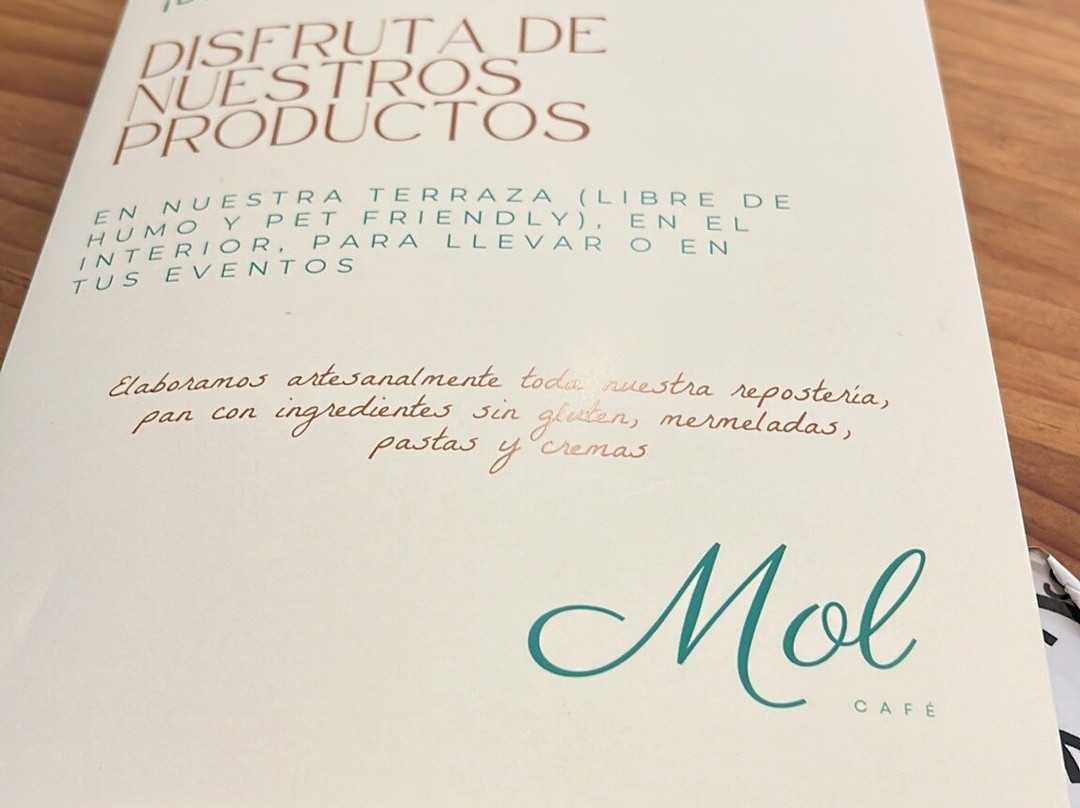 DISFRUTA DE
NUESTROS
PRODUCTOS
EN NUESTRA TERRAZA (LIBRE DE
HUMO Y PET FRIENDLY), EN EL
INTERIOR, PARA LLEVAR O EN
TUS EVENTOS
Elaboramos artesanalmente toda nuestra repostería,
pan con ingredientes sin gluten, mermeladas,
pastas y cremas
Mol
CAFÉ